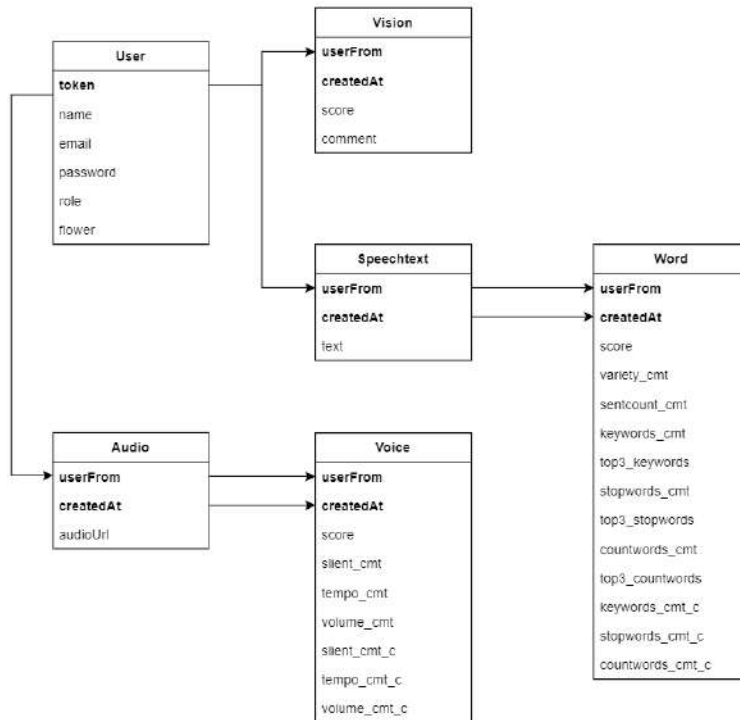 User
token
name
email
password
role
flower
Vision
userFrom
createdAt
score
comment
Speechtext
userFrom
createdAt
text
Word
userFrom
createdAt
score
variety_cmt
sentcount_cmt
keywords_cmt
top3_keywords
stopwords_cmt
top3_stopwords
countwords_cmt
top3_countwords
keywords_cmt_c
stopwords_cmt_c
countwords_cmt_c
Audio
userFrom
createdAt
audioUrl
Voice
userFrom
createdAt
score
slient_cmt
tempo_cmt
volume_cmt
slient_cmt_c
tempo_cmt_c
volume_cmt_c